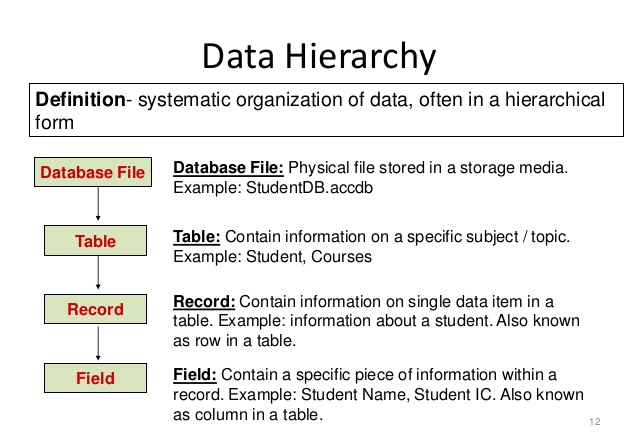 Data Hierarchy
Definition- systematic organization of data, often in a hierarchical
form
Database File
Database File: Physical file stored in a storage media.
Example: StudentDB.accdb
Table
Table: Contain information on a specific subject / topic.
Example: Student, Courses
Record
Record: Contain information on single data item in a
table. Example: information about a student. Also known
as row in a table.
Field
Field: Contain a specific piece of information within a
record. Example: Student Name, Student IC. Also known
as column in a table.
12